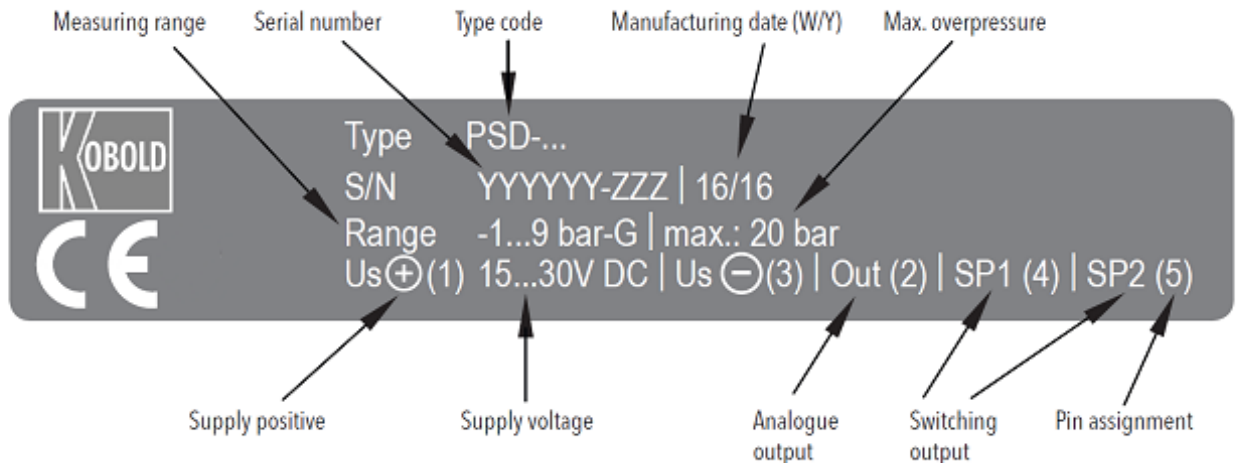 Measuring range Serial number Type code Manufacturing date (W/Y) Max. overpressure
KOBOLD
Type PSD-...
S/N YYYYYY-ZZZ | 16/16
Range -1...9 bar-G | max.: 20 bar
CE
Us⊕(1) 15...30V DC | Us⊖(3) | Out (2) | SP1 (4) | SP2 (5)
Supply positive Supply voltage Analogue output Switching output Pin assignment